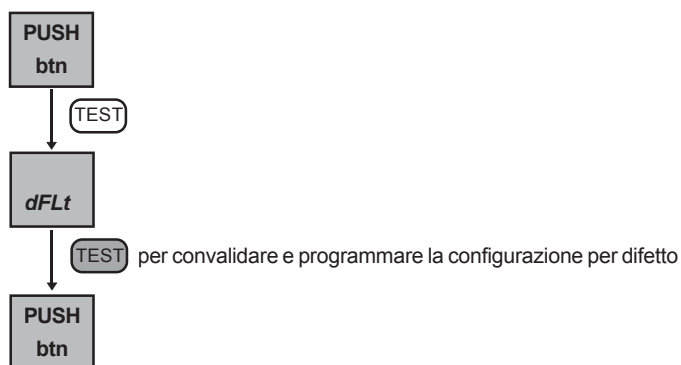 PUSH
btn
TEST
dFLt
TEST per convalidare e programmare la configurazione per difetto
PUSH
btn